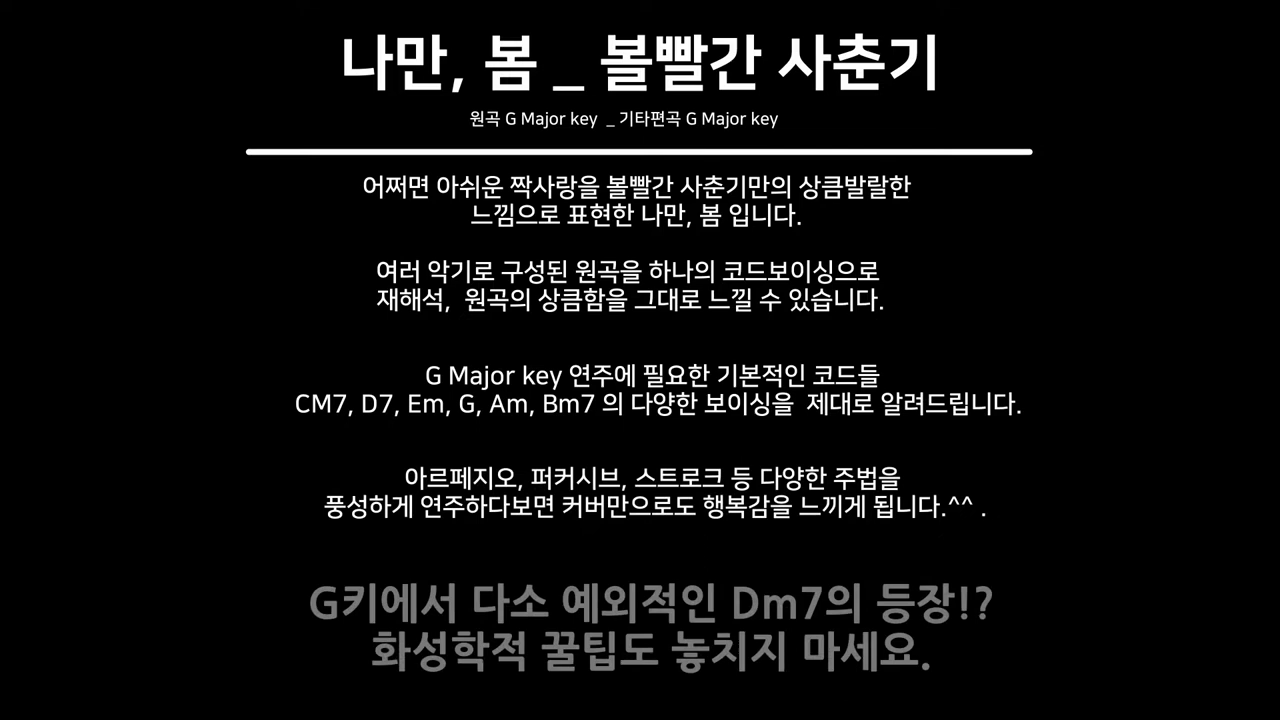 나만, 봄 _ 볼빨간 사춘기
원곡 G Major key _ 기타편곡 G Major key
어쩌면 아쉬운 짝사랑을 볼빨간 사춘기만의 상큼발랄한
느낌으로 표현한 나만, 봄 입니다.
여러 악기로 구성된 원곡을 하나의 코드보이싱으로
재해석, 원곡의 상큼함을 그대로 느낄 수 있습니다.
G Major key 연주에 필요한 기본적인 코드들
CM7, D7, Em, G, Am, Bm7 의 다양한 보이싱을 제대로 알려드립니다.
아르페지오, 퍼커시브, 스트로크 등 다양한 주법을
풍성하게 연주하다보면 커버만으로도 행복감을 느끼게 됩니다.^^ .
G키에서 다소 예외적인 Dm7의 등장!?
화성학적 꿀팁도 놓치지 마세요.